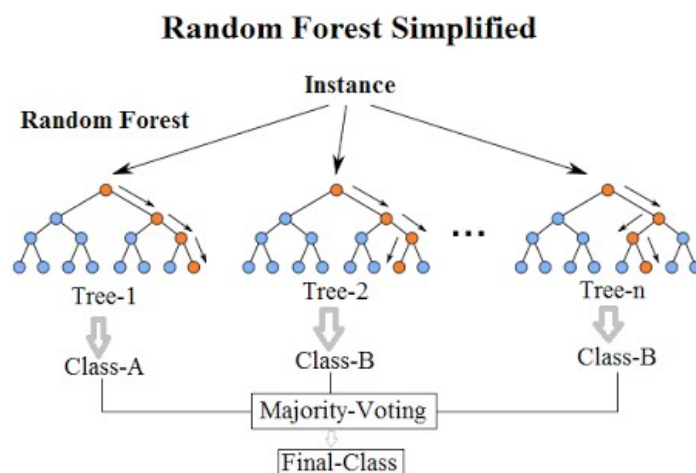 Random Forest Simplified
Instance
Random Forest
...
Tree-1 Tree-2 Tree-n
Class-A Class-B Class-B
Majority-Voting
Final-Class